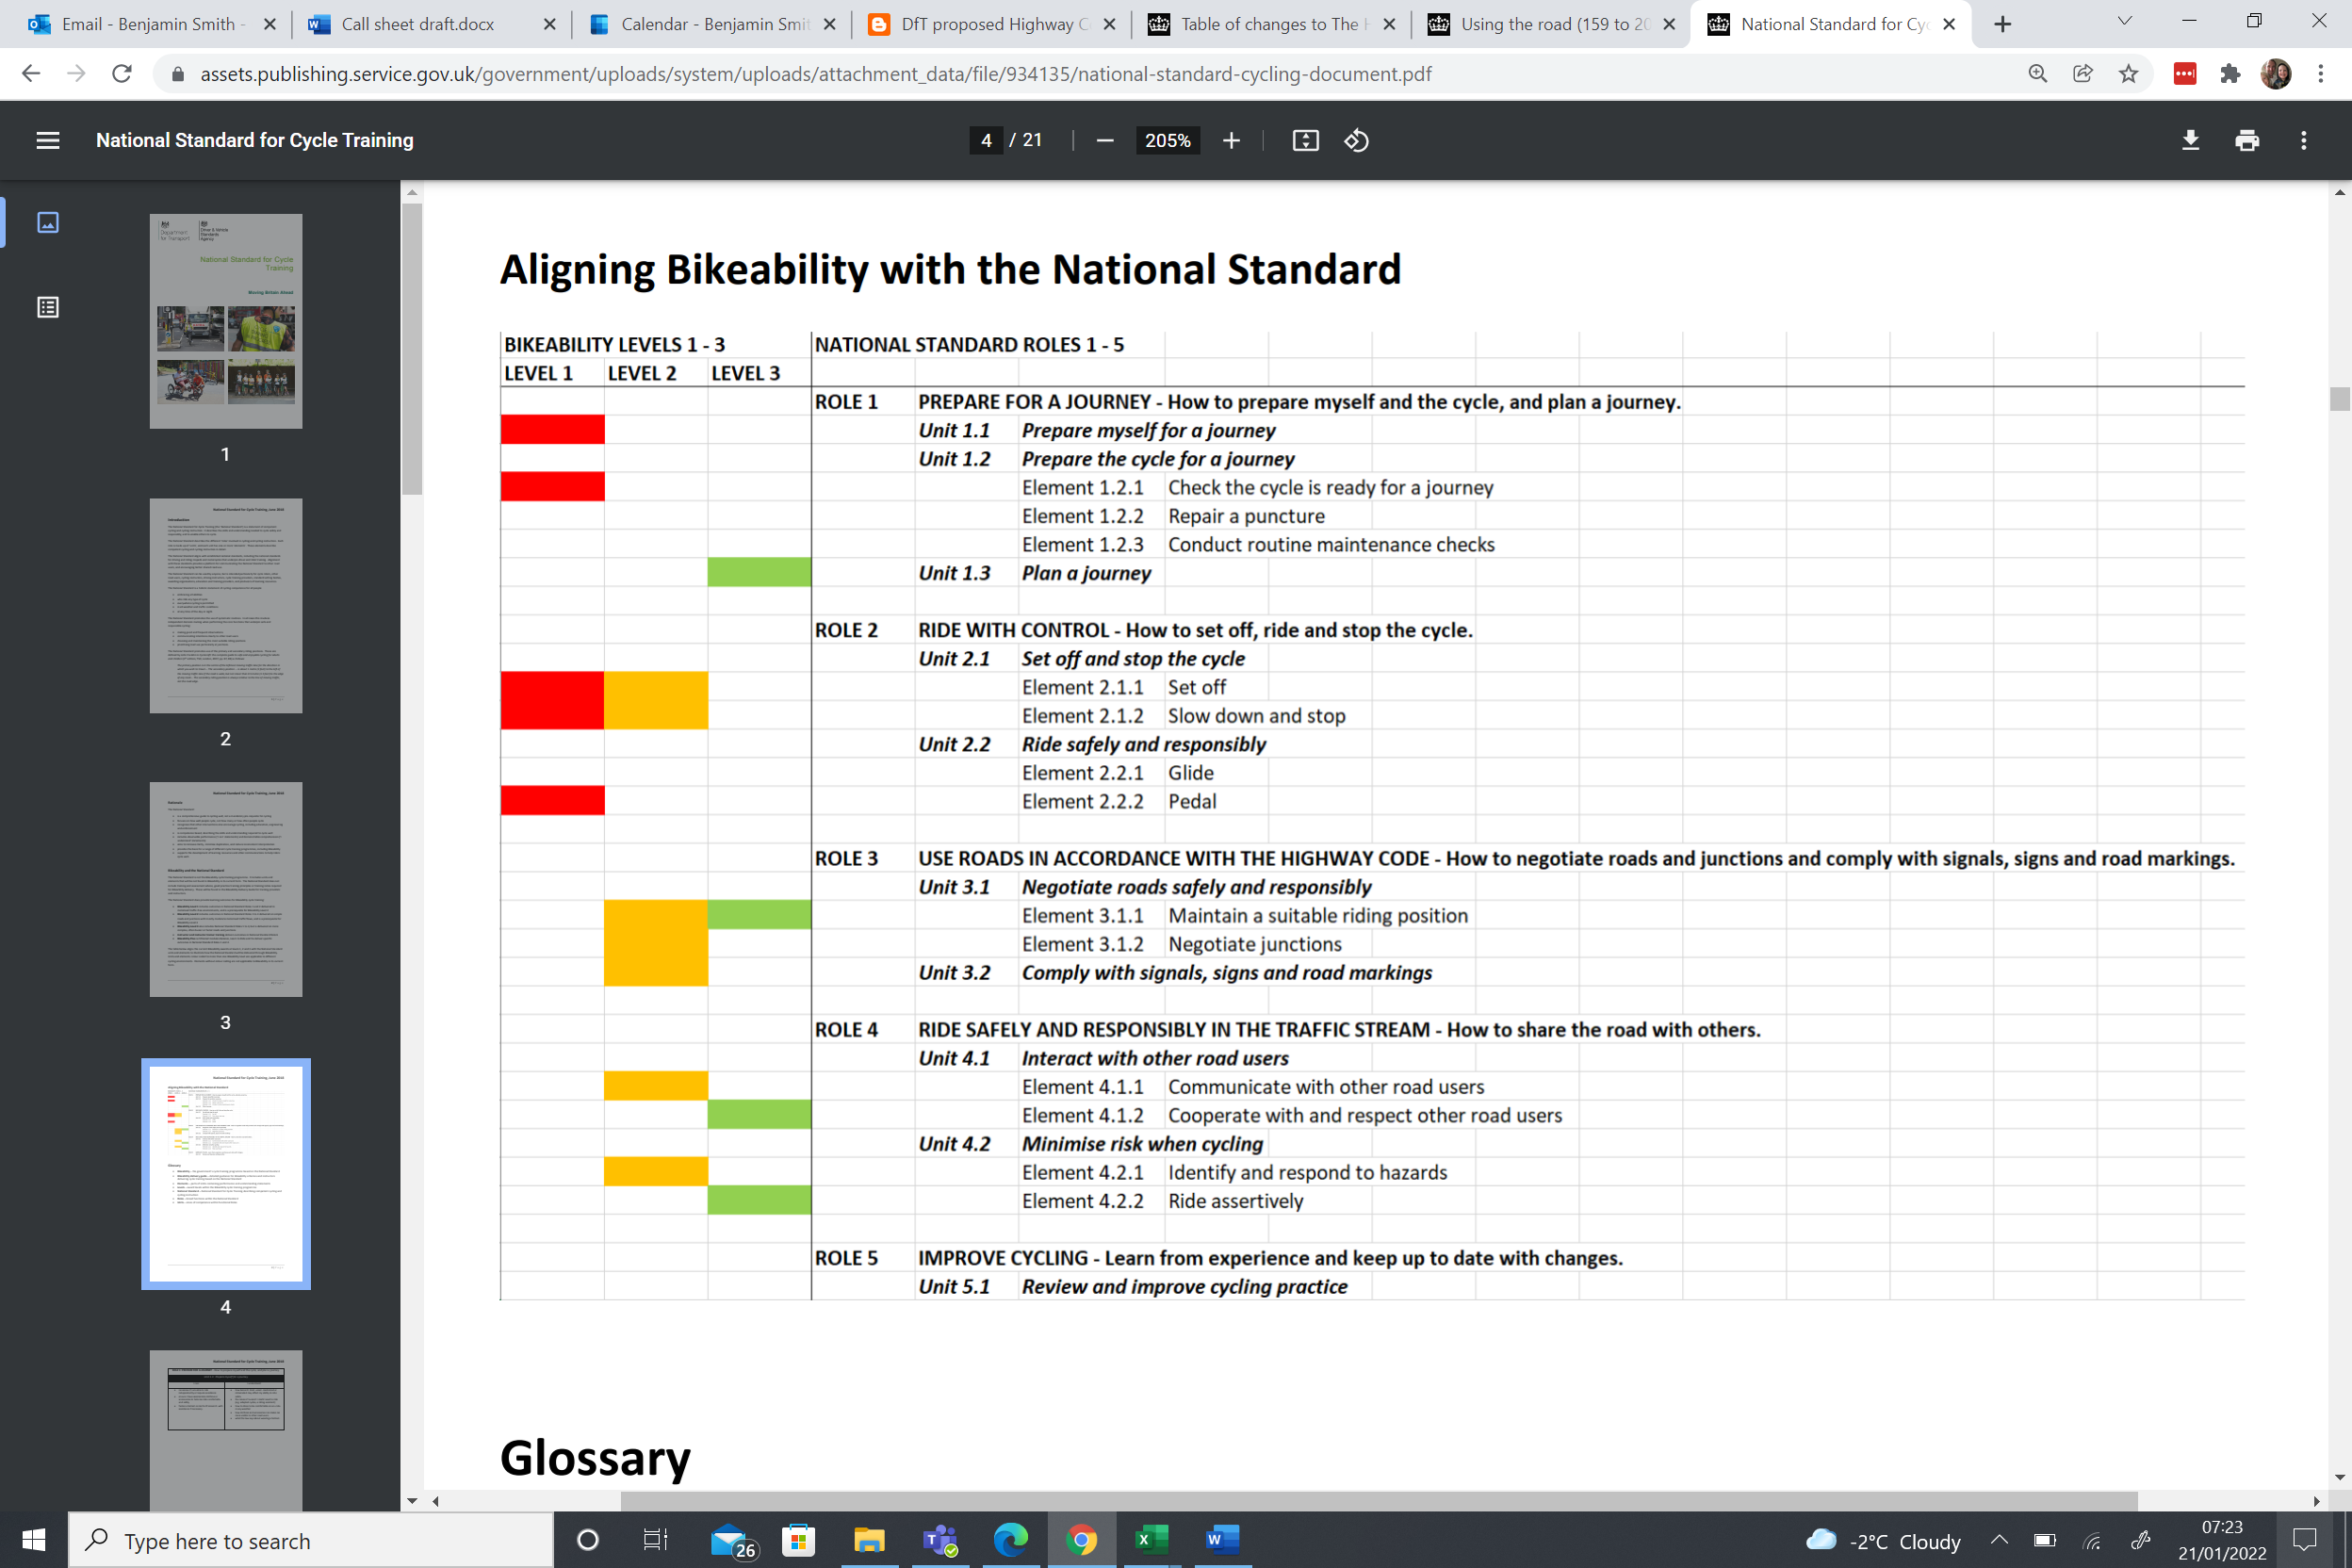 Email - Benjamin Smith -
Call sheet draft.docx
Calendar - Benjamin Smit
DfT proposed Highway C
Table of changes to The H
Using the road (159 to 20
National Standard for Cyc
assets.publishing.service.gov.uk/government/uploads/system/uploads/attachment_data/file/934135/national-standard-cycling-document.pdf
National Standard for Cycle Training
4 / 21
205%
National Standard for Cycle
Training
Moving Britain Ahead
1
2
3
4
Aligning Bikeability with the National Standard
BIKEABILITY LEVELS 1 - 3 NATIONAL STANDARD ROLES 1 - 5
LEVEL 1 LEVEL 2 LEVEL 3
ROLE 1 PREPARE FOR A JOURNEY - How to prepare myself and the cycle, and plan a journey.
Unit 1.1 Prepare myself for a journey
Unit 1.2 Prepare the cycle for a journey
Element 1.2.1 Check the cycle is ready for a journey
Element 1.2.2 Repair a puncture
Element 1.2.3 Conduct routine maintenance checks
Unit 1.3 Plan a journey
ROLE 2 RIDE WITH CONTROL - How to set off, ride and stop the cycle.
Unit 2.1 Set off and stop the cycle
Element 2.1.1 Set off
Element 2.1.2 Slow down and stop
Unit 2.2 Ride safely and responsibly
Element 2.2.1 Glide
Element 2.2.2 Pedal
ROLE 3 USE ROADS IN ACCORDANCE WITH THE HIGHWAY CODE - How to negotiate roads and junctions and comply with signals, signs and road markings.
Unit 3.1 Negotiate roads safely and responsibly
Element 3.1.1 Maintain a suitable riding position
Element 3.1.2 Negotiate junctions
Unit 3.2 Comply with signals, signs and road markings
ROLE 4 RIDE SAFELY AND RESPONSIBLY IN THE TRAFFIC STREAM - How to share the road with others.
Unit 4.1 Interact with other road users
Element 4.1.1 Communicate with other road users
Element 4.1.2 Cooperate with and respect other road users
Unit 4.2 Minimise risk when cycling
Element 4.2.1 Identify and respond to hazards
Element 4.2.2 Ride assertively
ROLE 5 IMPROVE CYCLING - Learn from experience and keep up to date with changes.
Unit 5.1 Review and improve cycling practice
Glossary
Type here to search
26
-2°C Cloudy
07:23
21/01/2022